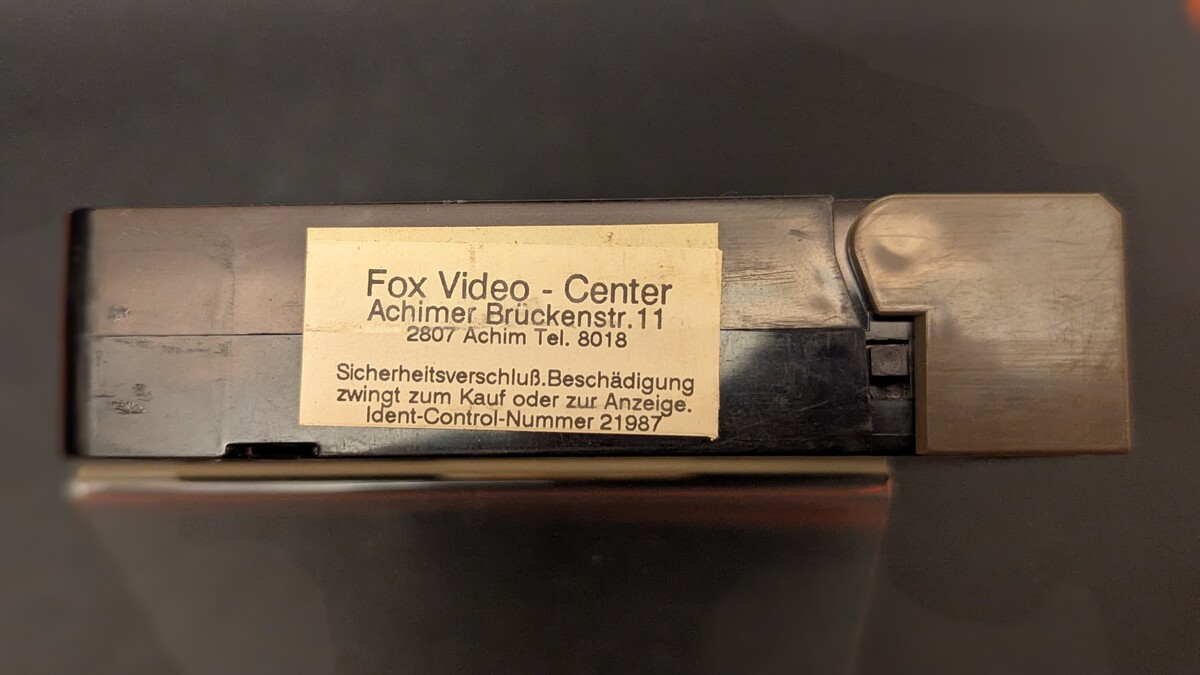 Fox Video - Center
Achimer Brückenstr.11
2807 Achim Tel. 8018
Sicherheitsverschluß.Beschädigung
zwingt zum Kauf oder zur Anzeige.
Ident-Control-Nummer 21987